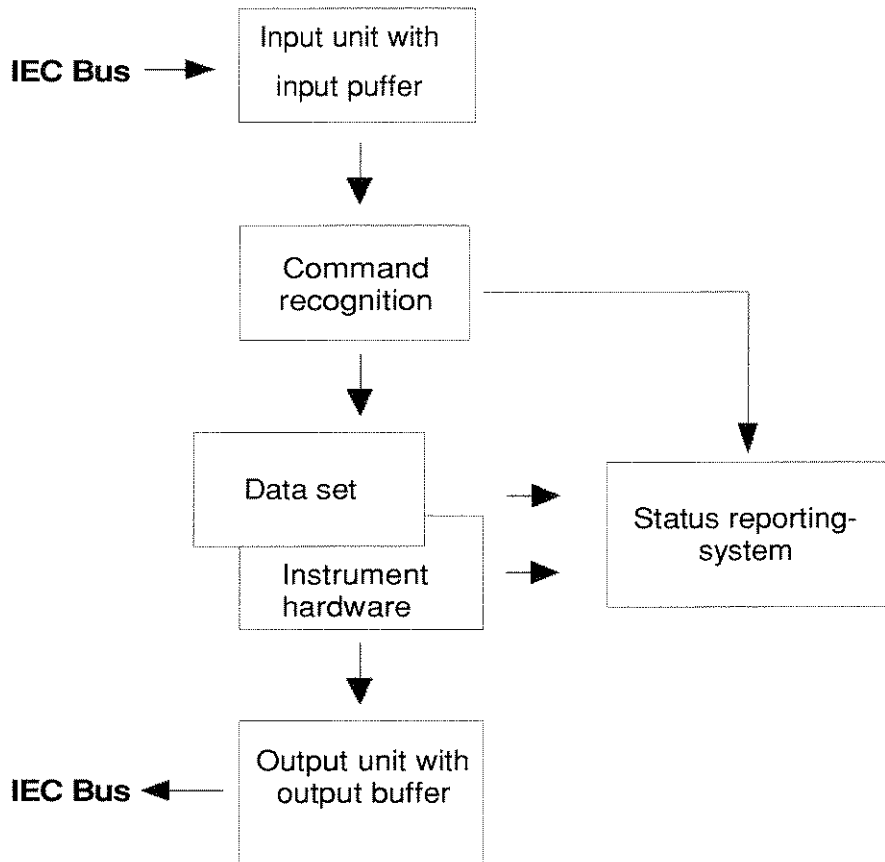 Input unit with
IEC Bus
input puffer
Command
recognition
Data set
Status reporting-
system
Instrument
hardware
Output unit with
IEC Bus
output buffer